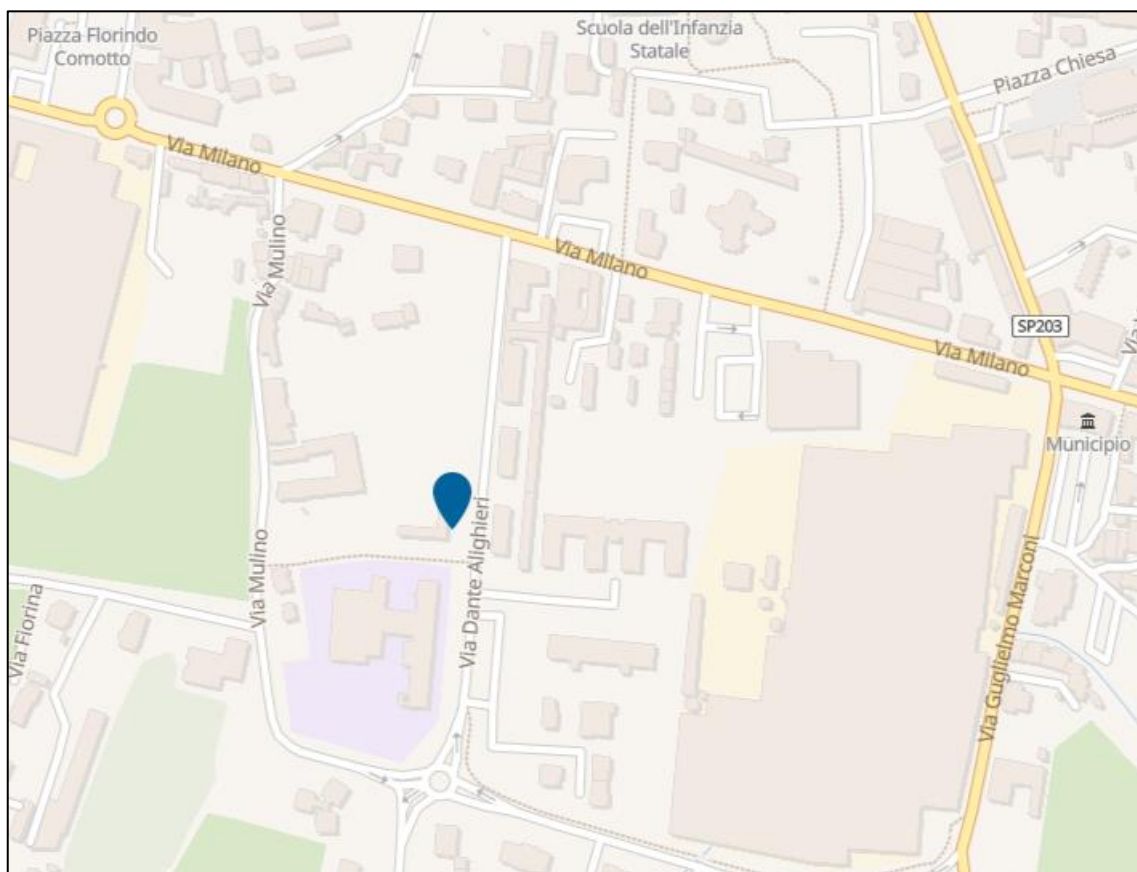 Piazza Florindo
Comotto
Scuola dell'Infanzia
Statale
Piazza Chiesa
Via Milano
Via Mulino
Via Milano
SP203
Via Milano
Municipio
Via Mulino
Via Dante Alighieri
Via Guglielmo Marconi
Via Fiorina